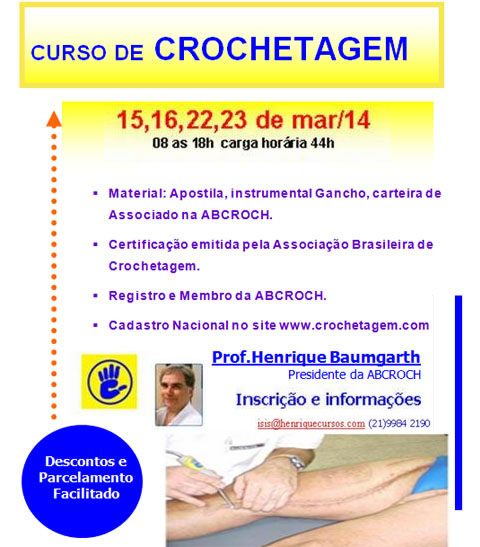 CURSO DE CROCHETAGEM
15,16,22,23 de mar/14
08 as 18h carga horária 44h
▪ Material: Apostila, instrumental Gancho, carteira de
Associado na ABCROCH.
▪ Certificação emitida pela Associação Brasileira de
Crochetagem.
▪ Registro e Membro da ABCROCH.
▪ Cadastro Nacional no site www.crochetagem.com
Prof.Henrique Baumgarth
Presidente da ABCROCH
Inscrição e informações
isis@henriquecursos.com (21)9984 2190
Descontos e
Parcelamento
Facilitado